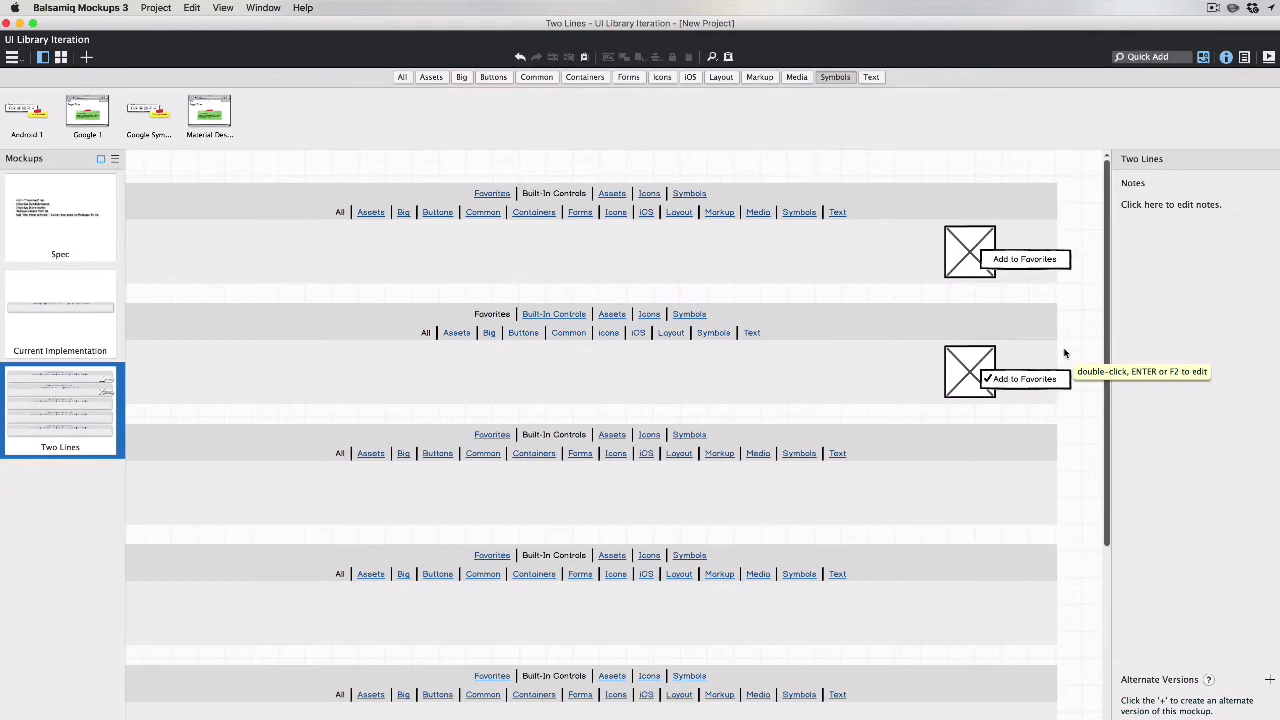 Balsamiq Mockups 3 Project Edit View Window Help
Two Lines - UI Library Iteration - [New Project]
UI Library Iteration
Quick Add
All Assets Big Buttons Common Containers Forms Icons iOS Layout Markup Media Symbols Text
Android 1 Google 1 Google Sym... Material Des...
Mockups
Spec
Current Implementation
Two Lines
Favorites Built-In Controls Assets Icons Symbols
All Assets Big Buttons Common Containers Forms Icons iOS Layout Markup Media Symbols Text
Add to Favorites
Favorites Built-In Controls Assets Icons Symbols
All Assets Big Buttons Common icons iOS Layout Symbols Text
Add to Favorites
double-click, ENTER or F2 to edit
Favorites Built-In Controls Assets Icons Symbols
All Assets Big Buttons Common Containers Forms Icons iOS Layout Markup Media Symbols Text
Favorites Built-In Controls Assets Icons Symbols
All Assets Big Buttons Common Containers Forms Icons iOS Layout Markup Media Symbols Text
Favorites Built-In Controls Assets Icons Symbols
All Assets Big Buttons Common Containers Forms Icons iOS Layout Markup Media Symbols Text
Two Lines
Notes
Click here to edit notes.
Alternate Versions ?
Click the '+' to create an alternate
version of this mockup.